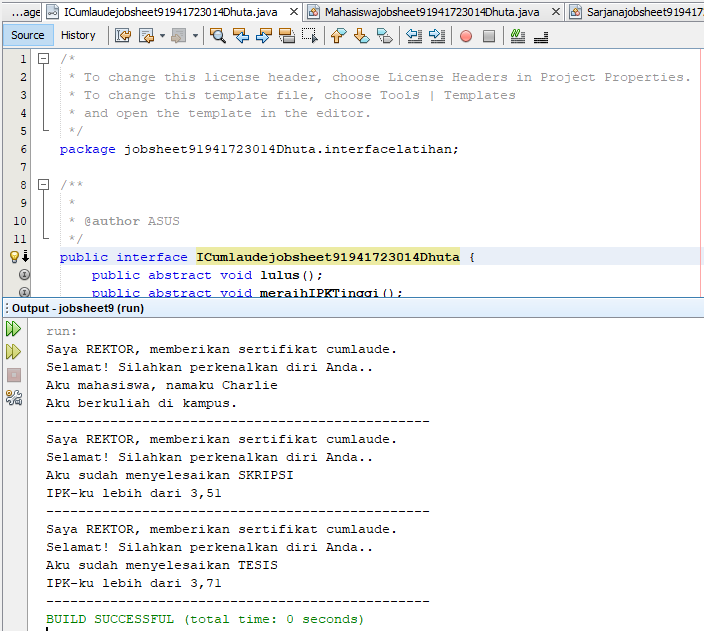 ...age
ICumlaudejobsheet91941723014Dhuta.java
Mahasiswajobsheet91941723014Dhuta.java
Sarjanajobsheet919417
Source History
1 /*
2 * To change this license header, choose License Headers in Project Properties.
3 * To change this template file, choose Tools | Templates
4 * and open the template in the editor.
5 */
6 package jobsheet91941723014Dhuta.interfacelatihan;
7
8 /**
9 *
10 * @author ASUS
11 */
public interface ICumlaudejobsheet91941723014Dhuta {
public abstract void lulus();
public abstract void meraihIPKTinggi();
Output - jobsheet9 (run)
run:
Saya REKTOR, memberikan sertifikat cumlaude.
Selamat! Silahkan perkenalkan diri Anda..
Aku mahasiswa, namaku Charlie
Aku berkuliah di kampus.
------------------------------------------------
Saya REKTOR, memberikan sertifikat cumlaude.
Selamat! Silahkan perkenalkan diri Anda..
Aku sudah menyelesaikan SKRIPSI
IPK-ku lebih dari 3,51
------------------------------------------------
Saya REKTOR, memberikan sertifikat cumlaude.
Selamat! Silahkan perkenalkan diri Anda..
Aku sudah menyelesaikan TESIS
IPK-ku lebih dari 3,71
------------------------------------------------
BUILD SUCCESSFUL (total time: 0 seconds)